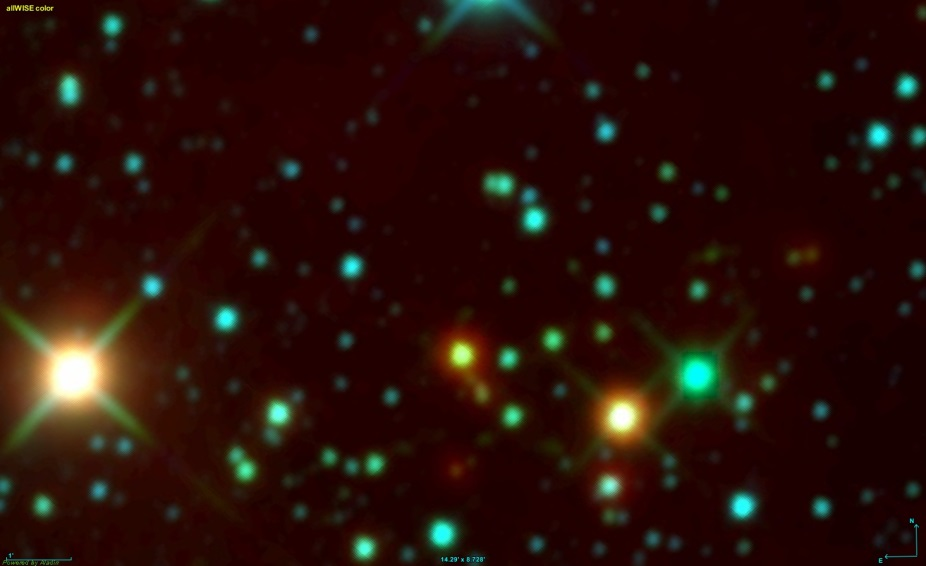 allWISE color
N
1'
14.29' x 8.728'
E
Powered by Aladin